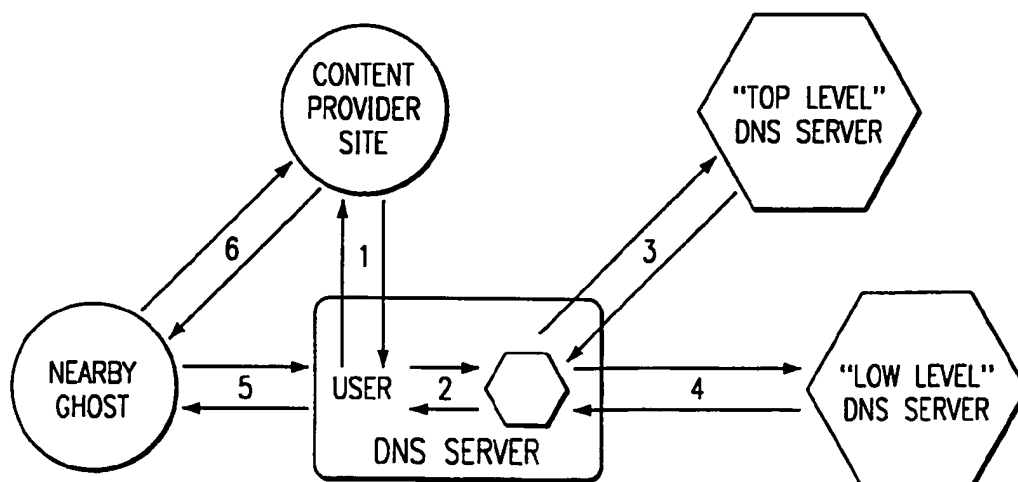 CONTENT
PROVIDER
SITE
"TOP LEVEL"
DNS SERVER
6
1
3
NEARBY
GHOST
5
USER
2
4
"LOW LEVEL"
DNS SERVER
DNS SERVER